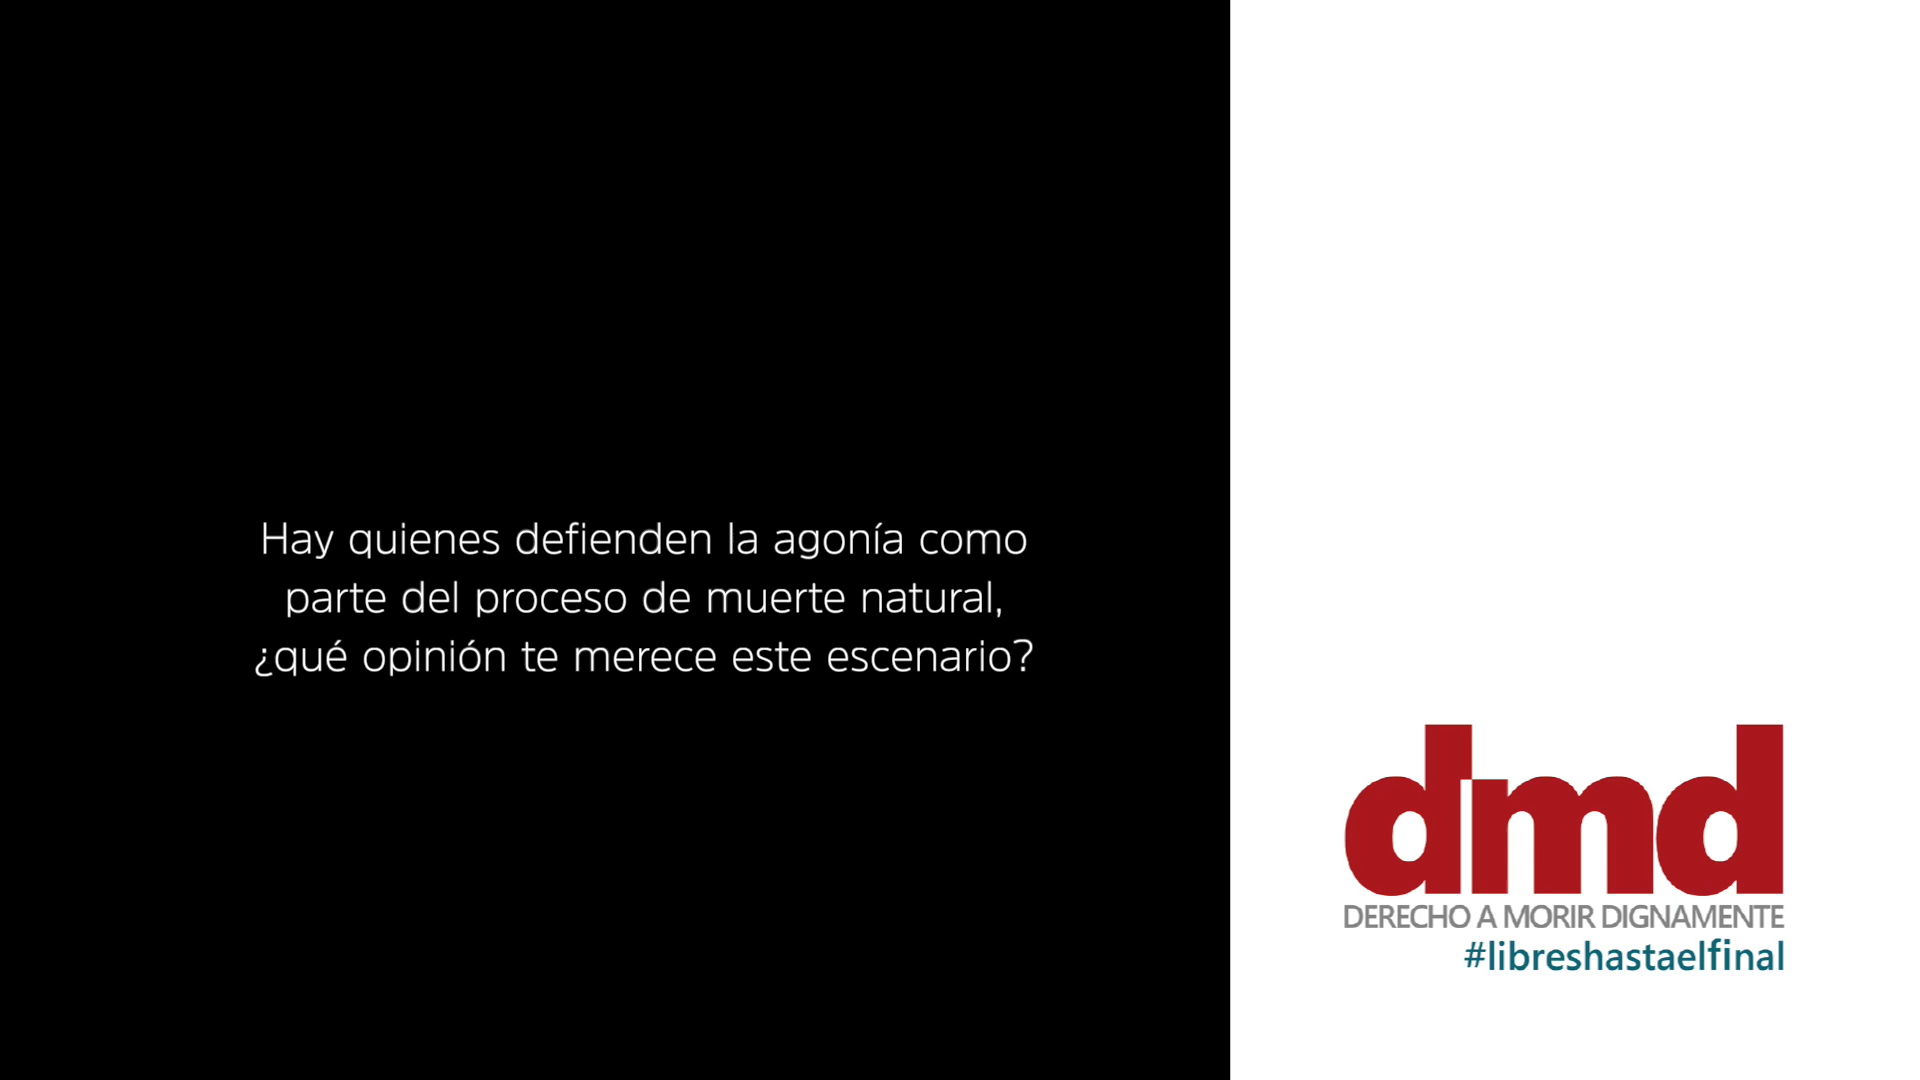 Hay quienes defienden la agonía como
parte del proceso de muerte natural,
¿qué opinión te merece este escenario?
dmd
DERECHO A MORIR DIGNAMENTE
#libreshastaelfinal